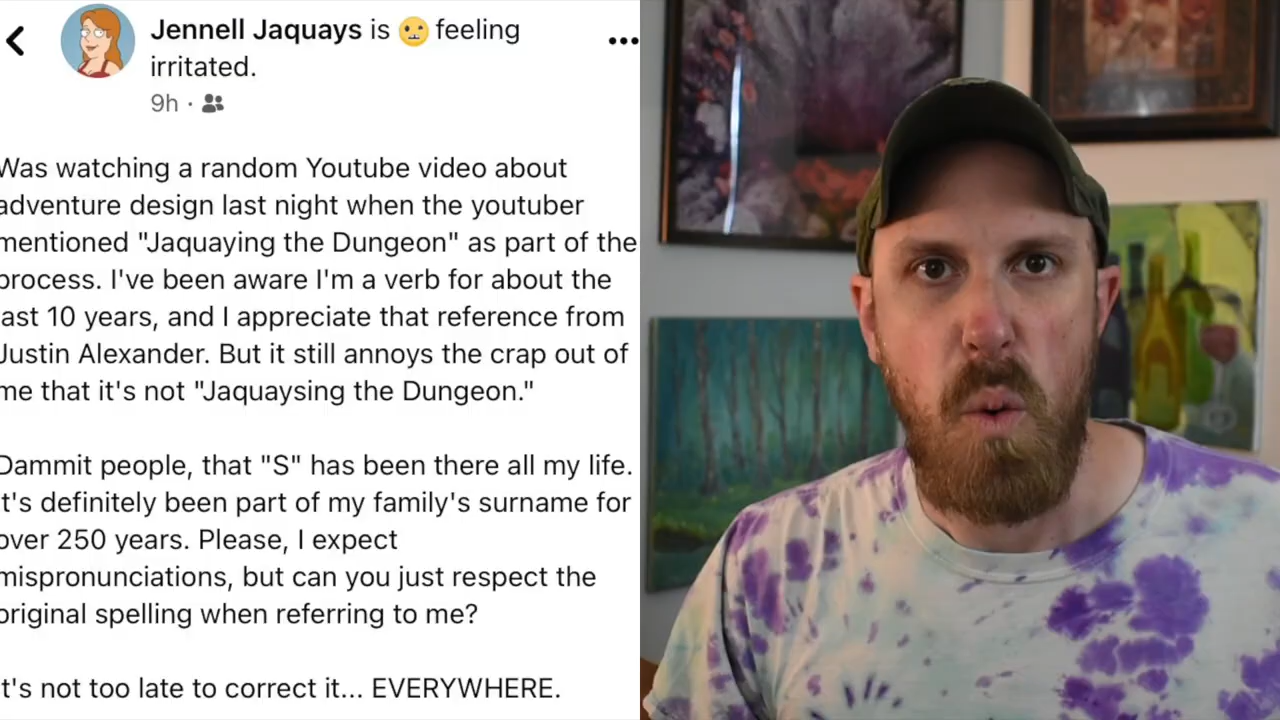 Jennell Jaquays is 😐 feeling
irritated.
9h ·
Was watching a random Youtube video about
adventure design last night when the youtuber
mentioned "Jaquaying the Dungeon" as part of the
process. I've been aware I'm a verb for about the
last 10 years, and I appreciate that reference from
Justin Alexander. But it still annoys the crap out of
me that it's not "Jaquaysing the Dungeon."
Dammit people, that "S" has been there all my life.
It's definitely been part of my family's surname for
over 250 years. Please, I expect
mispronunciations, but can you just respect the
original spelling when referring to me?
It's not too late to correct it... EVERYWHERE.